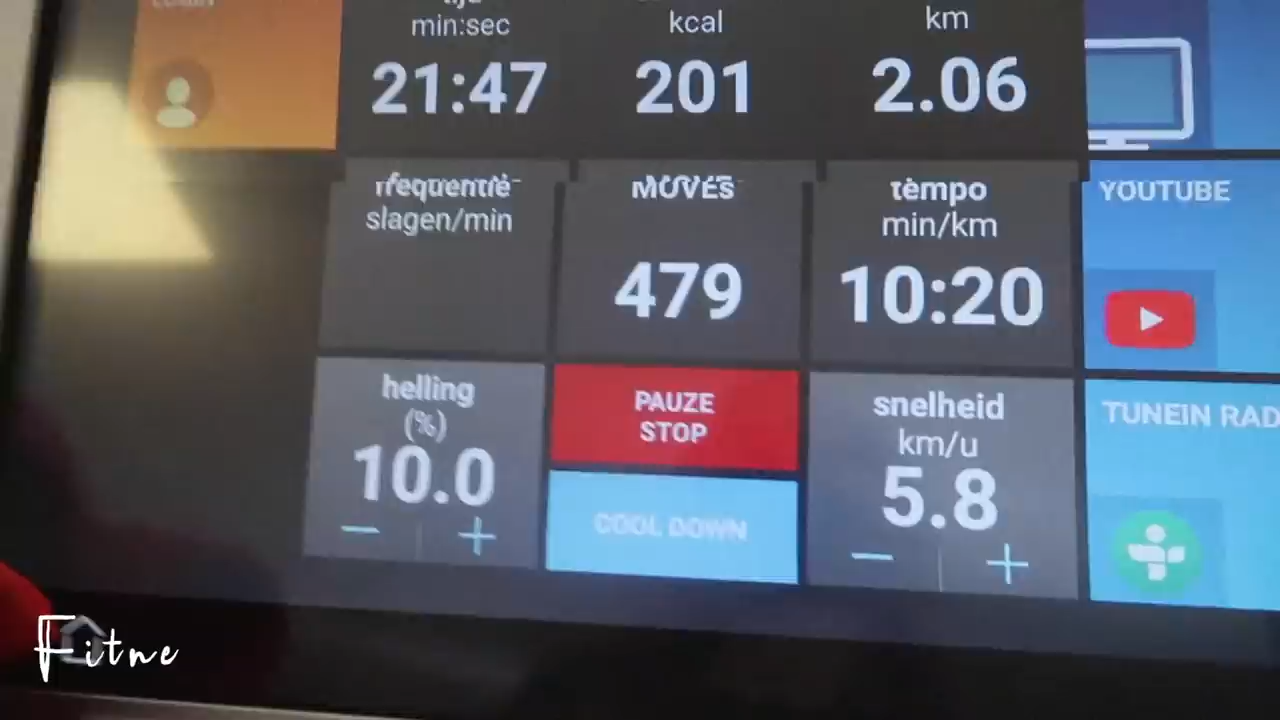 min:sec
kcal
km
21:47
201
2.06
frequentie
slagen/min
MOVES
479
tempo
min/km
10:20
YOUTUBE
helling
(%)
10.0
− +
PAUZE
STOP
COOL DOWN
snelheid
km/u
5.8
− +
TUNEIN RAD
Fitne